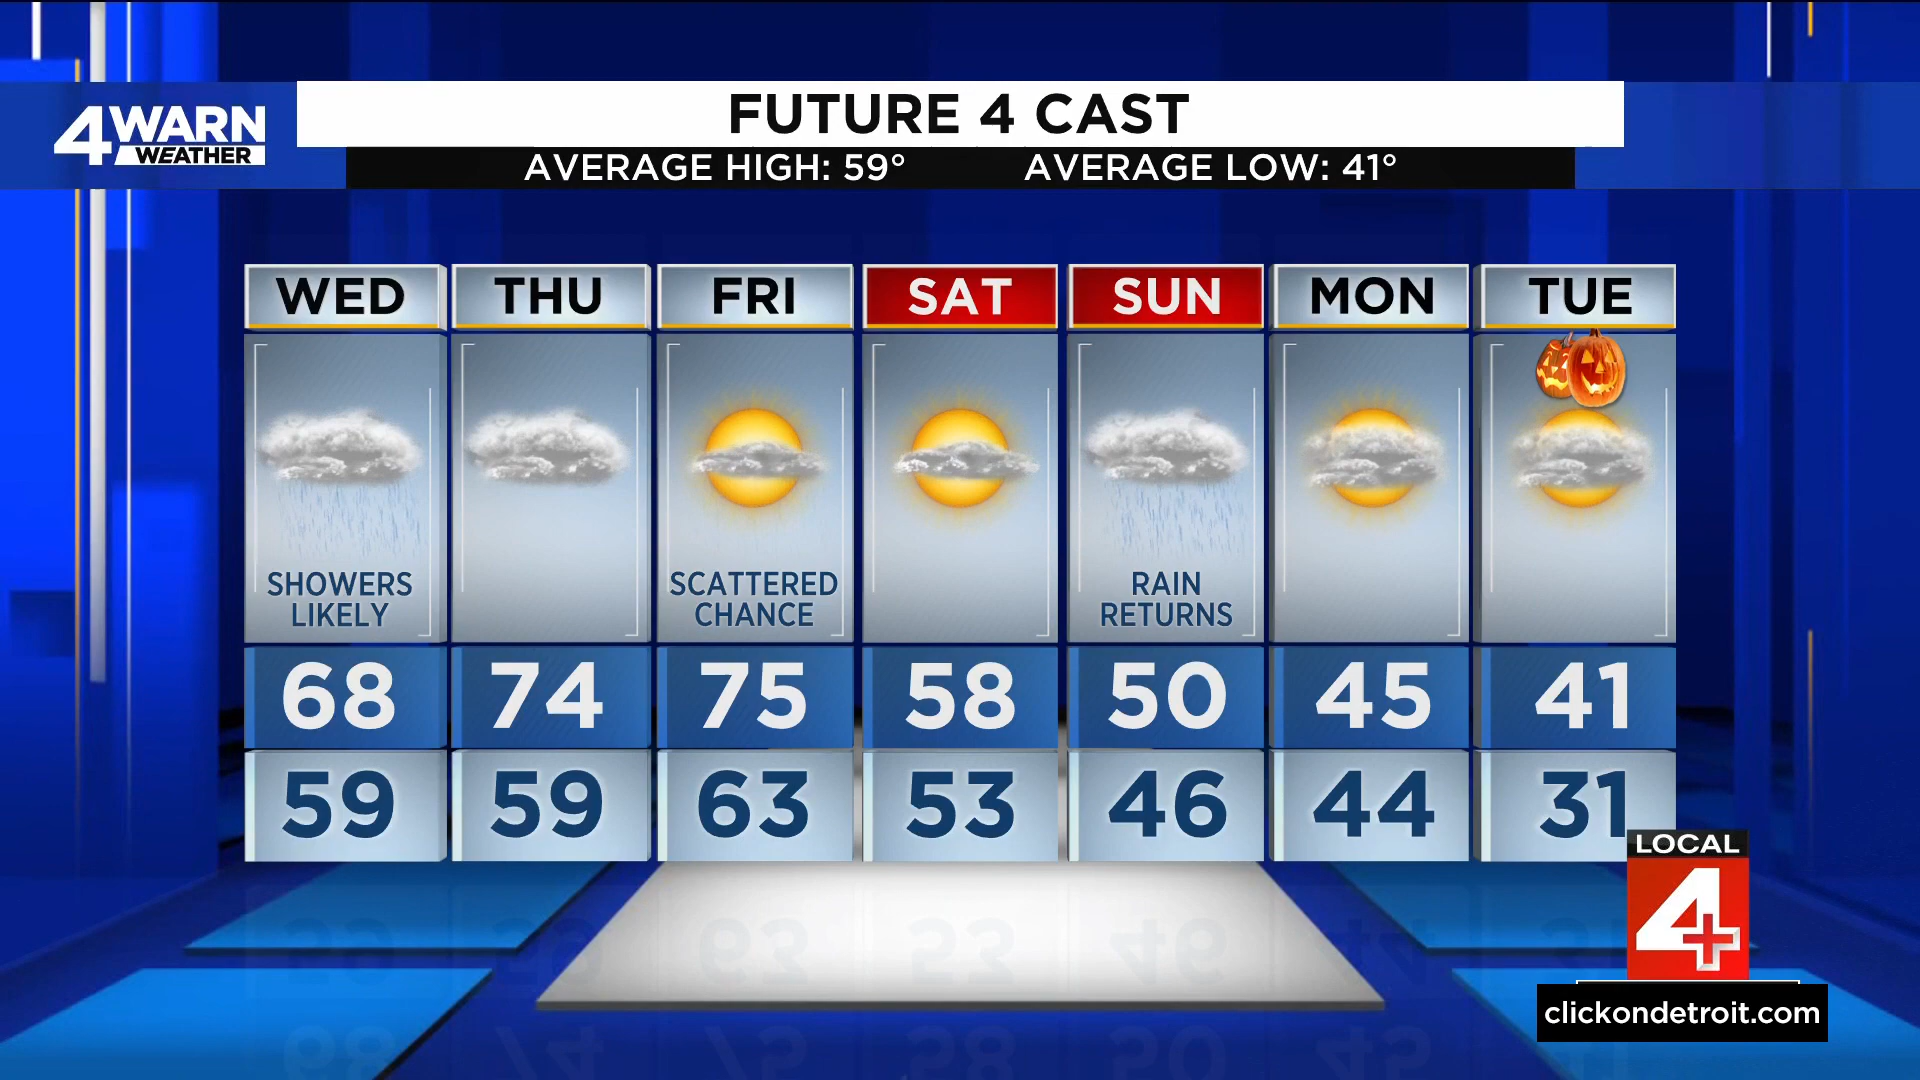 FUTURE 4 CAST
4WARN
WEATHER
AVERAGE HIGH: 59° AVERAGE LOW: 41°
WED THU FRI SAT SUN MON TUE
SHOWERS
LIKELY
SCATTERED
CHANCE
RAIN
RETURNS
68 74 75 58 50 45 41
59 59 63 53 46 44 31
LOCAL
4+
clickondetroit.com